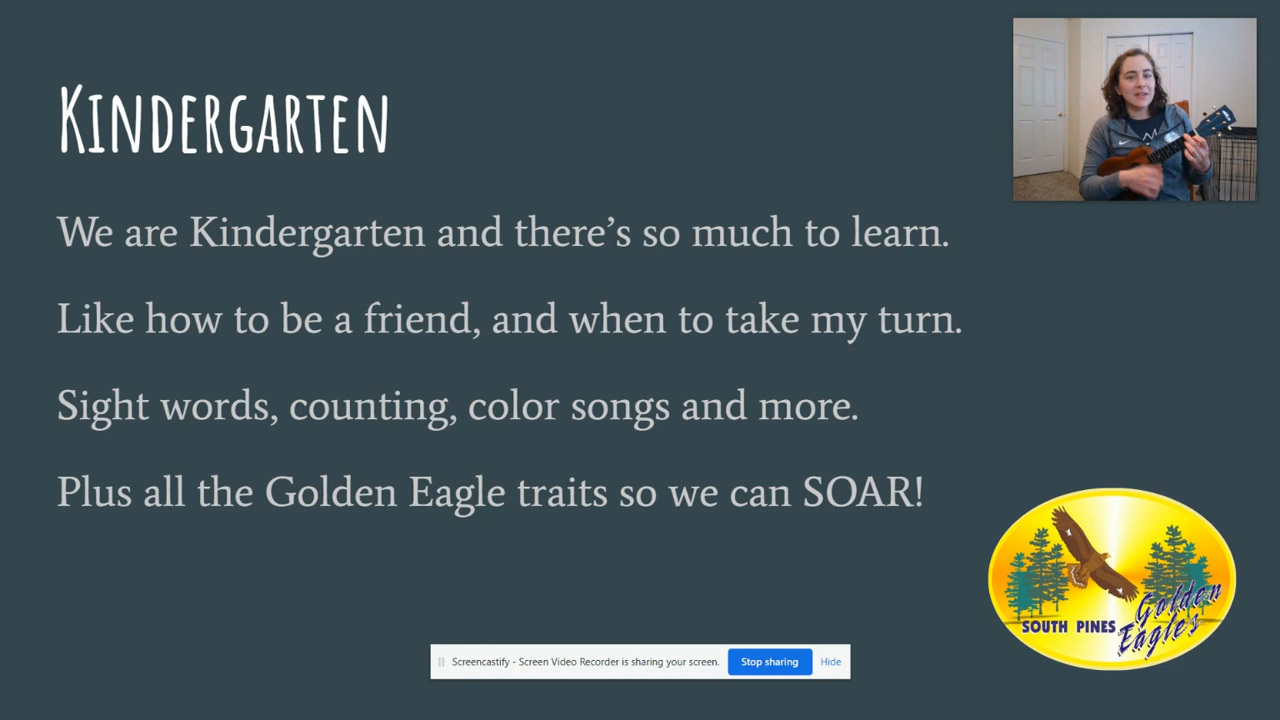 Kindergarten
We are Kindergarten and there’s so much to learn.
Like how to be a friend, and when to take my turn.
Sight words, counting, color songs and more.
Plus all the Golden Eagle traits so we can SOAR!
SOUTH PINES
Golden
Eagles
Screencastify - Screen Video Recorder is sharing your screen.
Stop sharing
Hide